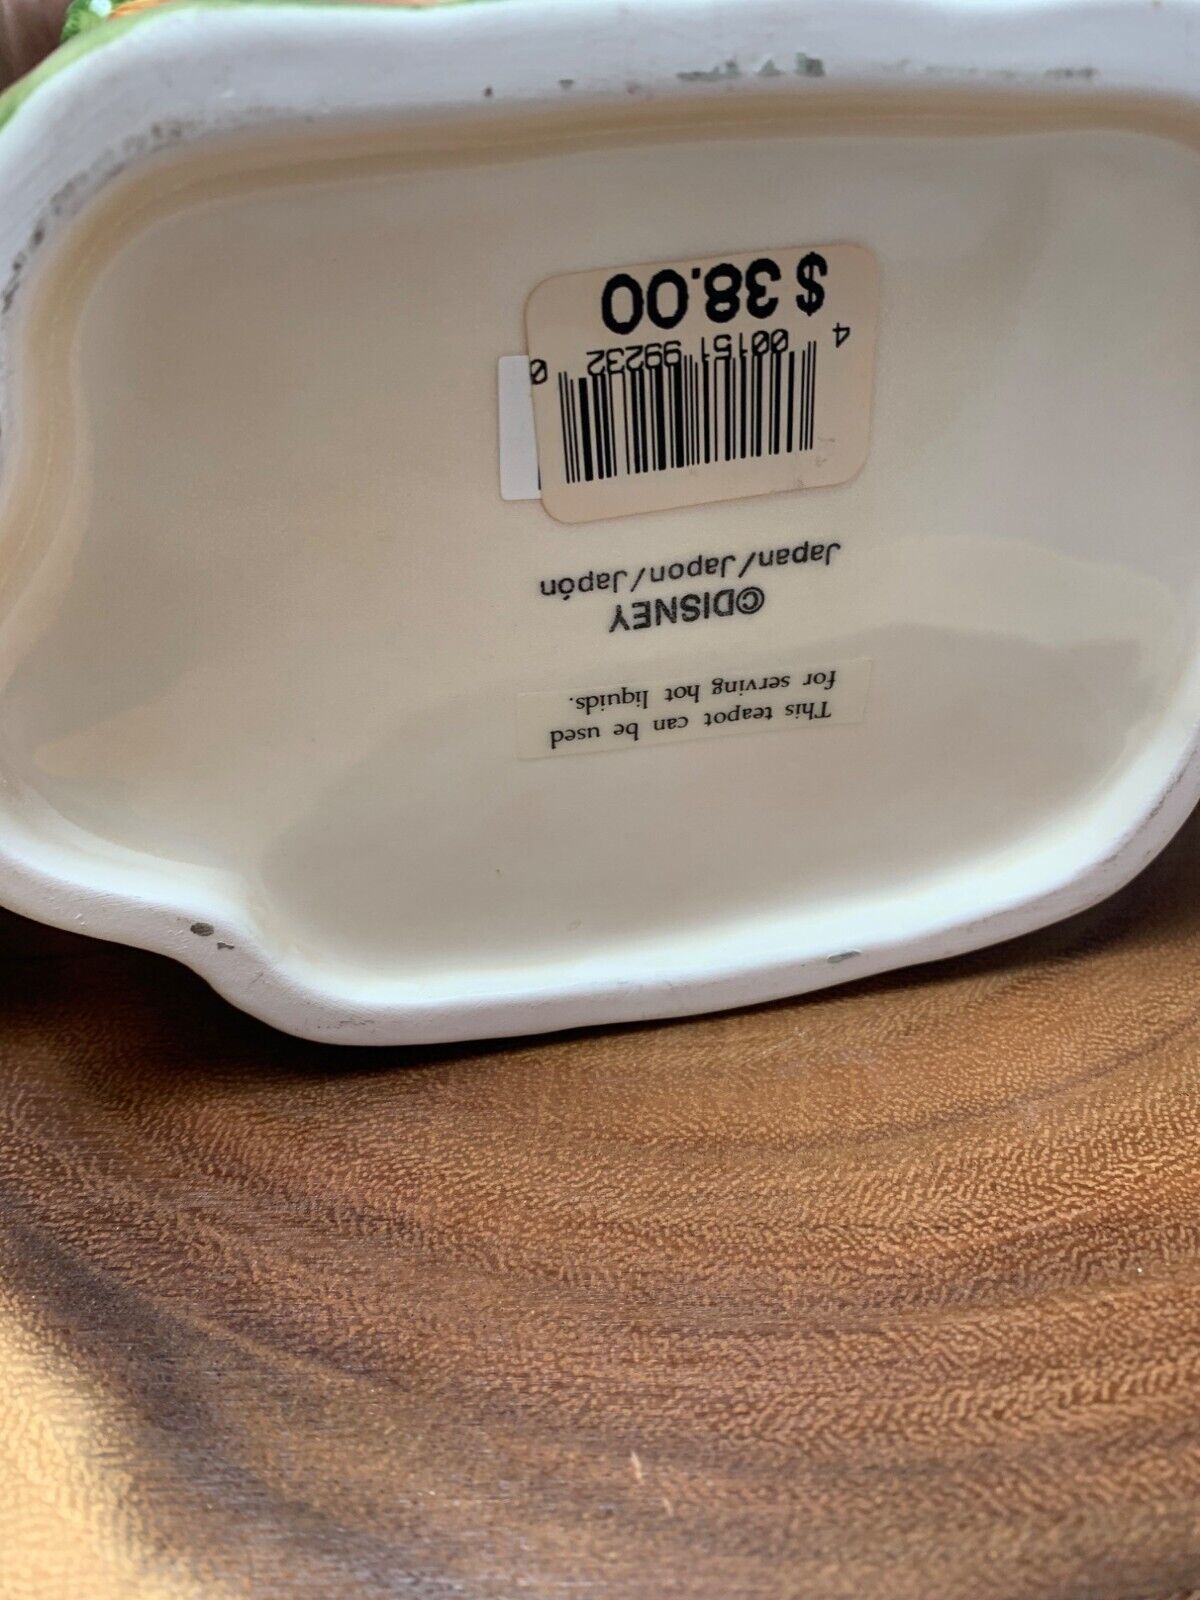 This teapot can be used
for serving hot liquids.
©DISNEY
Japan/Japon/Japón
4 00151 99232 0
$ 38.00